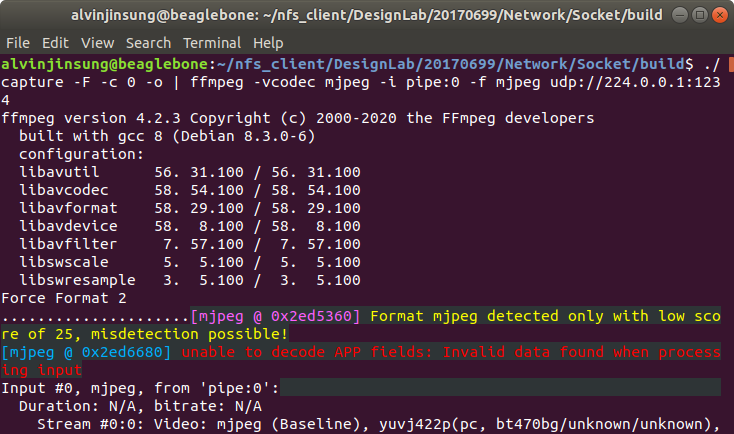 alvinjinsung@beaglebone: ~/nfs_client/DesignLab/20170699/Network/Socket/build
File Edit View Search Terminal Help
alvinjinsung@beaglebone:~/nfs_client/DesignLab/20170699/Network/Socket/build$ ./
capture -F -c 0 -o | ffmpeg -vcodec mjpeg -i pipe:0 -f mjpeg udp://224.0.0.1:123
4
ffmpeg version 4.2.3 Copyright (c) 2000-2020 the FFmpeg developers
  built with gcc 8 (Debian 8.3.0-6)
  configuration:
  libavutil      56. 31.100 / 56. 31.100
  libavcodec     58. 54.100 / 58. 54.100
  libavformat    58. 29.100 / 58. 29.100
  libavdevice    58.  8.100 / 58.  8.100
  libavfilter     7. 57.100 /  7. 57.100
  libswscale      5.  5.100 /  5.  5.100
  libswresample   3.  5.100 /  3.  5.100
Force Format 2
.....................[mjpeg @ 0x2ed5360] Format mjpeg detected only with low sco
re of 25, misdetection possible!
[mjpeg @ 0x2ed6680] unable to decode APP fields: Invalid data found when process
ing input
Input #0, mjpeg, from 'pipe:0':
  Duration: N/A, bitrate: N/A
    Stream #0:0: Video: mjpeg (Baseline), yuvj422p(pc, bt470bg/unknown/unknown),